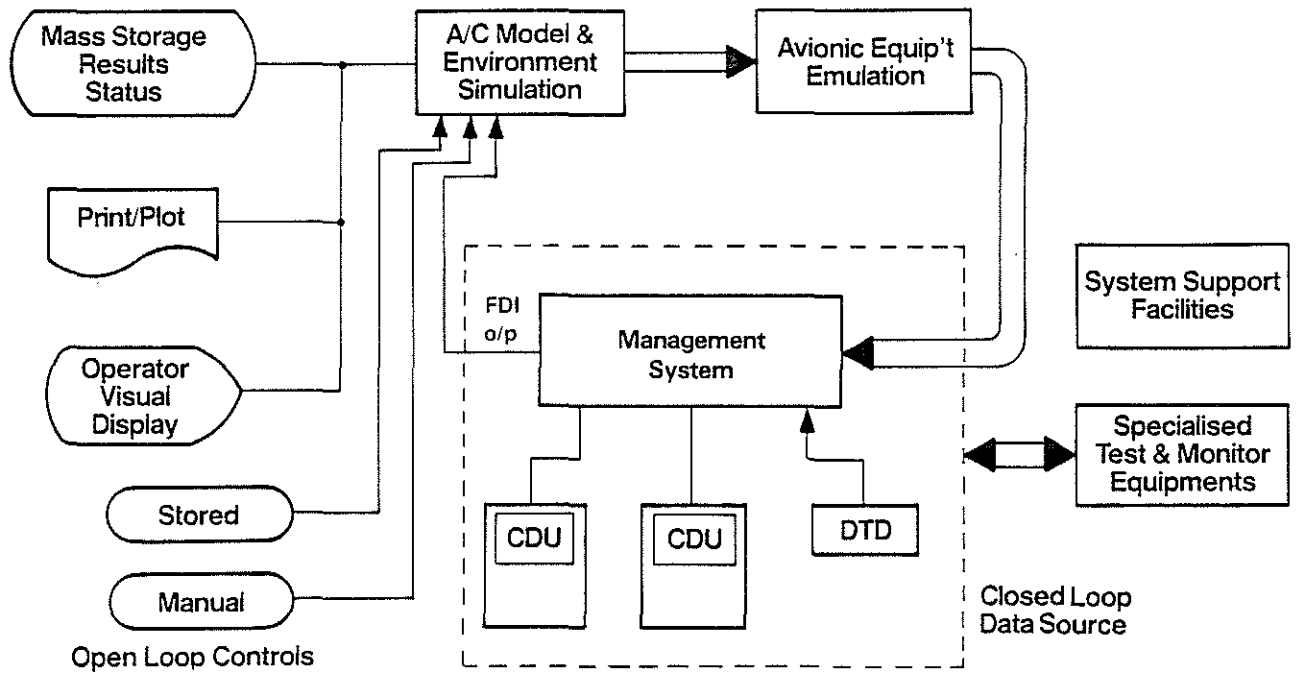 Mass Storage
Results
Status
A/C Model &
Environment
Simulation
Avionic Equip't
Emulation
Print/Plot
System Support
Facilities
FDI
o/p
Management
System
Operator
Visual
Display
Specialised
Test & Monitor
Equipments
Stored
CDU
CDU
DTD
Manual
Closed Loop
Data Source
Open Loop Controls